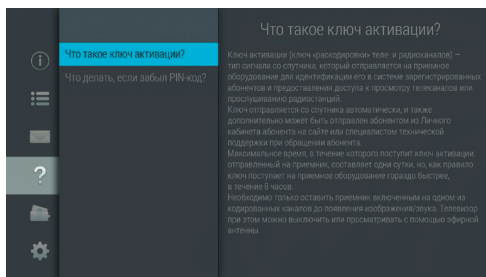 Что такое ключ активации?
Что такое ключ активации?
Что делать, если забыл PIN-код?
Ключ активации (ключ «раскодировки» теле- и радиоканалов) —
тип сигнала со спутника, который отправляется на приемное
оборудование для идентификации его в системе зарегистрированных
абонентов и предоставления доступа к просмотру телеканалов или
прослушиванию радиостанций.
Ключ отправляется со спутника автоматически, и также
дополнительно может быть отправлен абонентом из Личного
кабинета абонента на сайте или специалистом технической
поддержки при обращении абонента.
Максимальное время, в течение которого поступит ключ активации,
отправленный на приемник, составляет одни сутки, но, как правило
ключ поступает на приемное оборудование гораздо быстрее,
в течение 8 часов.
Необходимо только оставить приемник включенным на одном из
кодированных каналов до появления изображения/звука. Телевизор
при этом можно выключить или просматривать с помощью эфирной
антенны.